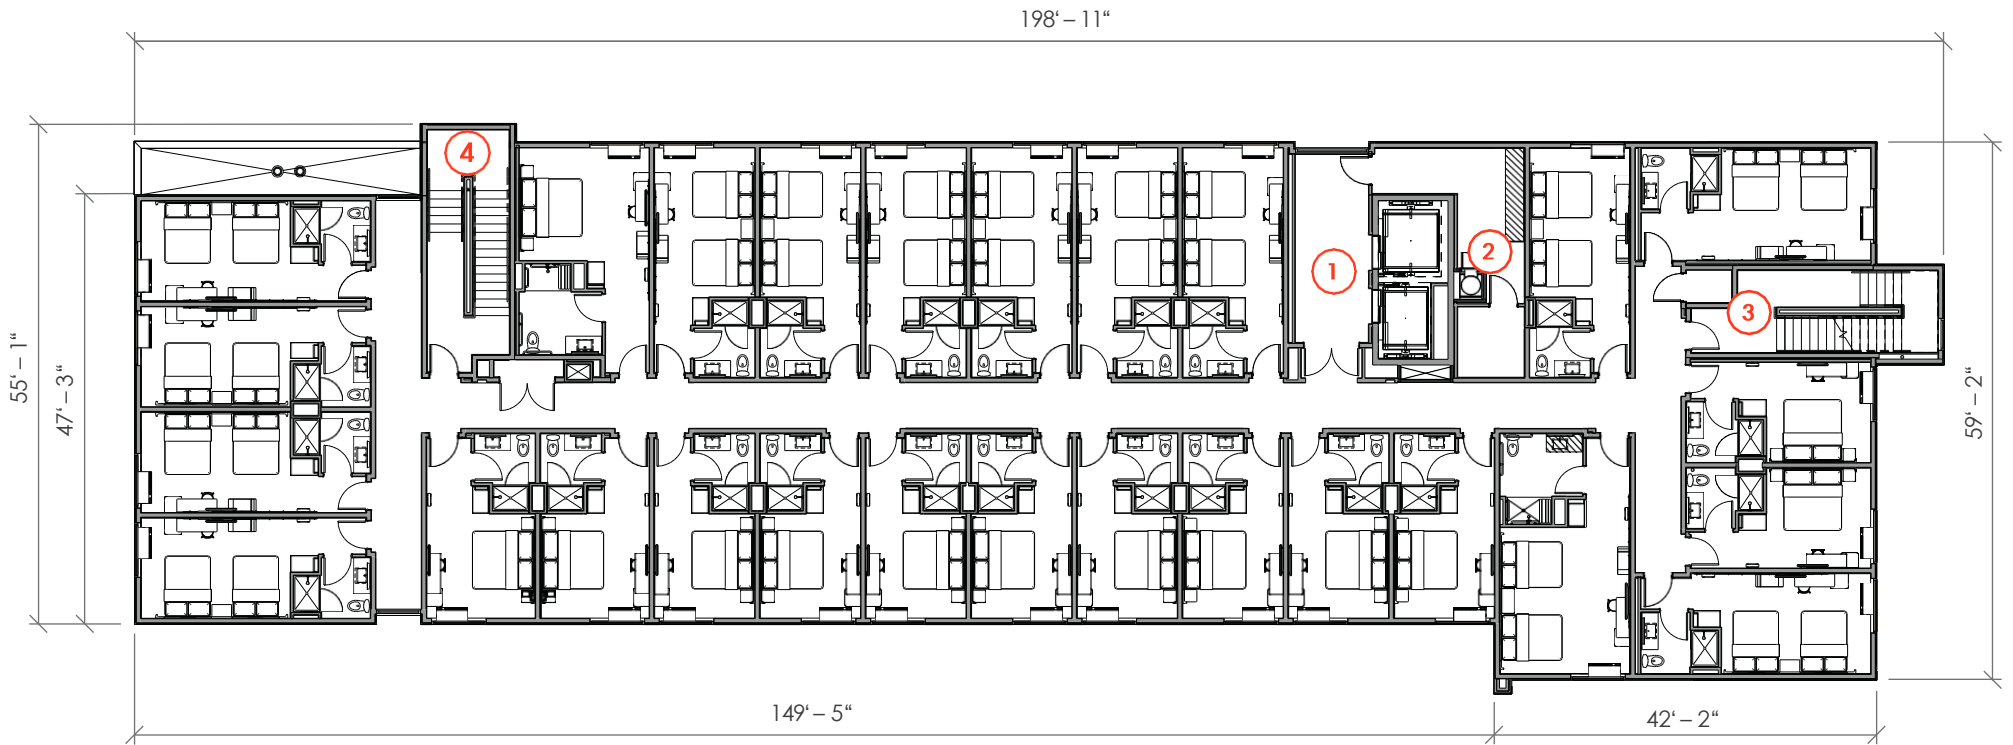 198‘ – 11“
55‘ – 1“
47‘ – 3“
4
1
2
3
59‘ – 2“
149‘ – 5“
42‘ – 2“